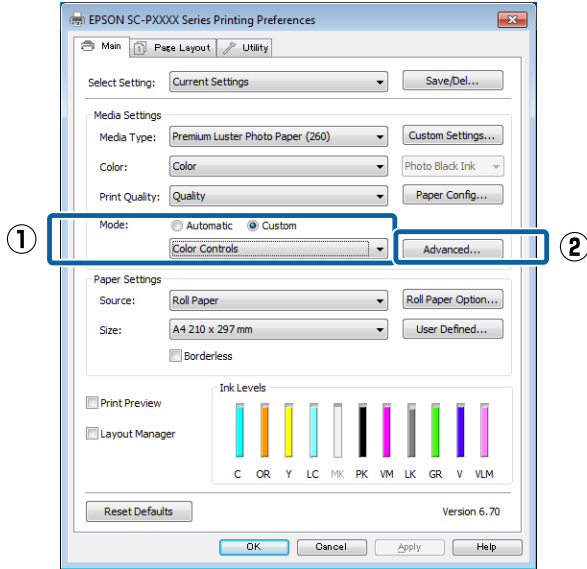 EPSON SC-PXXXX Series Printing Preferences
Main Page Layout Utility
Select Setting: Current Settings Save/Del...
Media Settings
Media Type: Premium Luster Photo Paper (260) Custom Settings...
Color: Color Photo Black Ink
Print Quality: Quality Paper Config...
Mode: Automatic Custom
① Color Controls Advanced... ②
Paper Settings
Source: Roll Paper Roll Paper Option...
Size: A4 210 x 297 mm User Defined...
Borderless
Ink Levels
Print Preview
Layout Manager
C OR Y LC MK PK VM LK GR V VLM
Reset Defaults Version 6.70
OK Cancel Apply Help